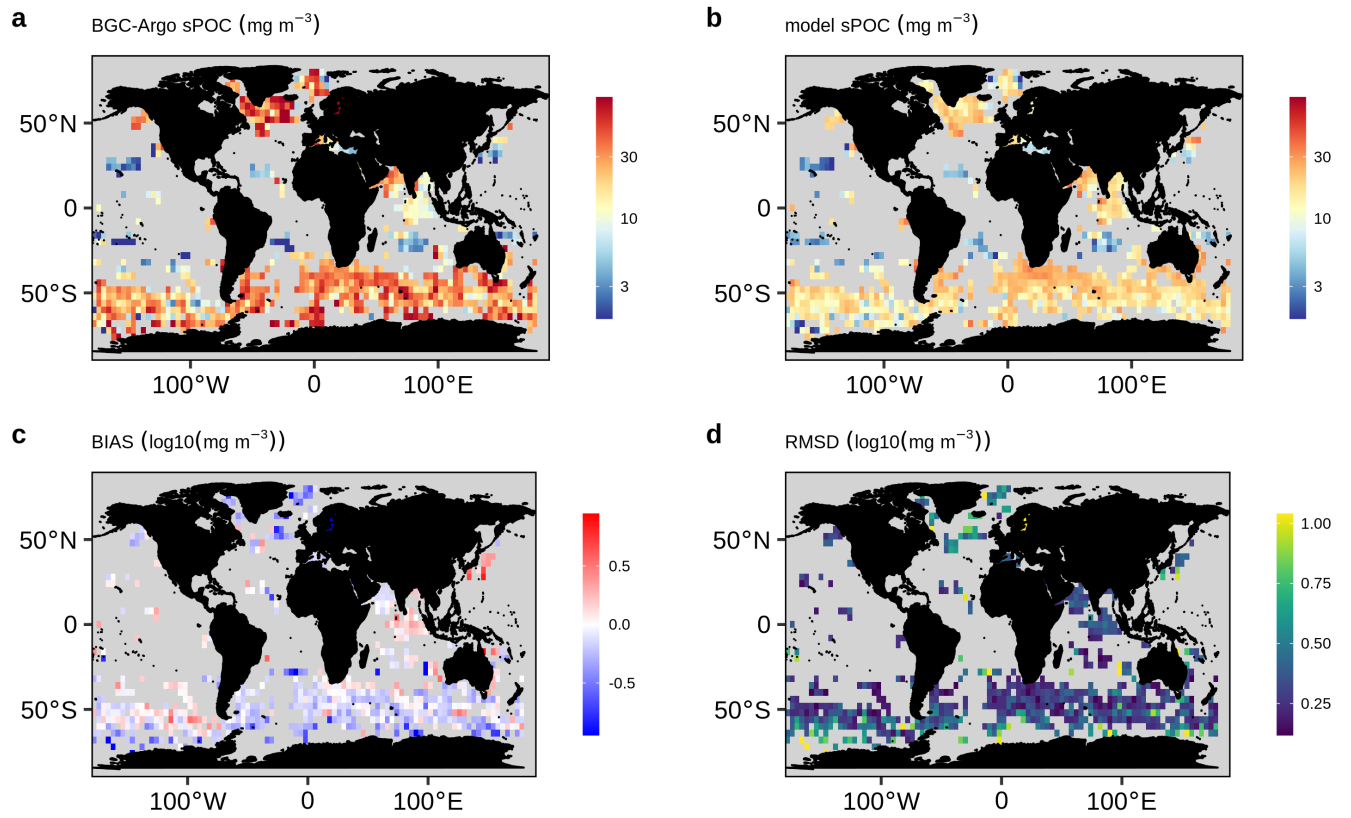 a
BGC-Argo sPOC (mg m⁻³)
50°N
0
50°S
100°W
0
100°E
30
10
3
b
model sPOC (mg m⁻³)
50°N
0
50°S
100°W
0
100°E
30
10
3
c
BIAS (log10(mg m⁻³))
50°N
0
50°S
100°W
0
100°E
0.5
0.0
-0.5
d
RMSD (log10(mg m⁻³))
50°N
0
50°S
100°W
0
100°E
1.00
0.75
0.50
0.25